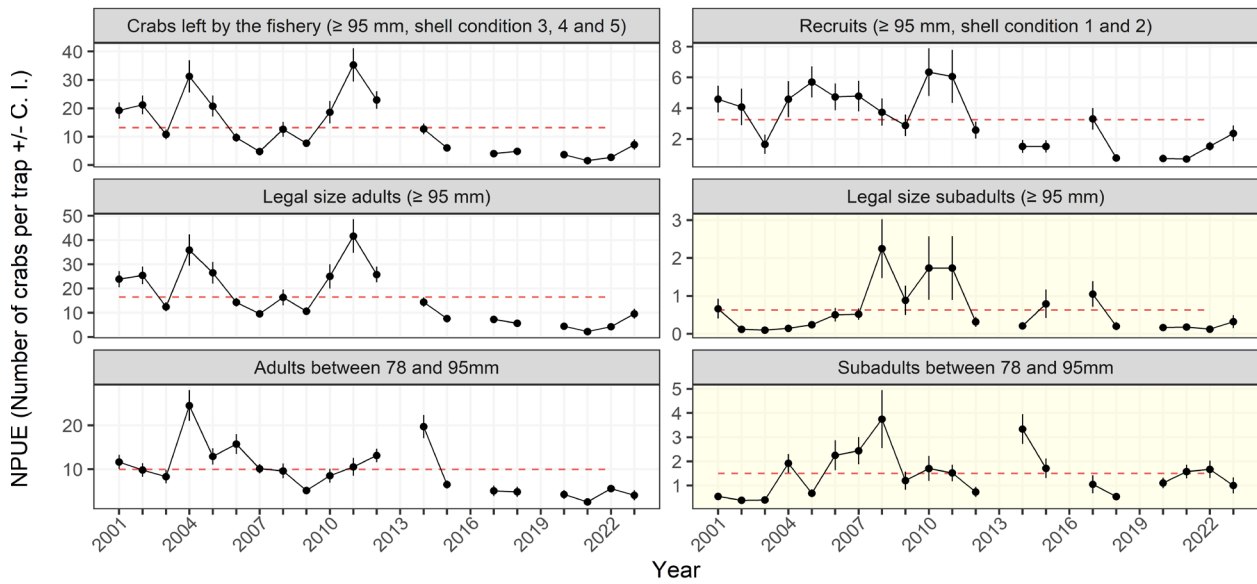 NPUE (Number of crabs per trap +/- C. I.)
Crabs left by the fishery (≥ 95 mm, shell condition 3, 4 and 5)
40
30
20
10
0
Recruits (≥ 95 mm, shell condition 1 and 2)
8
6
4
2
Legal size adults (≥ 95 mm)
50
40
30
20
10
0
Legal size subadults (≥ 95 mm)
3
2
1
0
Adults between 78 and 95mm
20
10
Subadults between 78 and 95mm
5
4
3
2
1
2001 2004 2007 2010 2013 2016 2019 2022
2001 2004 2007 2010 2013 2016 2019 2022
Year